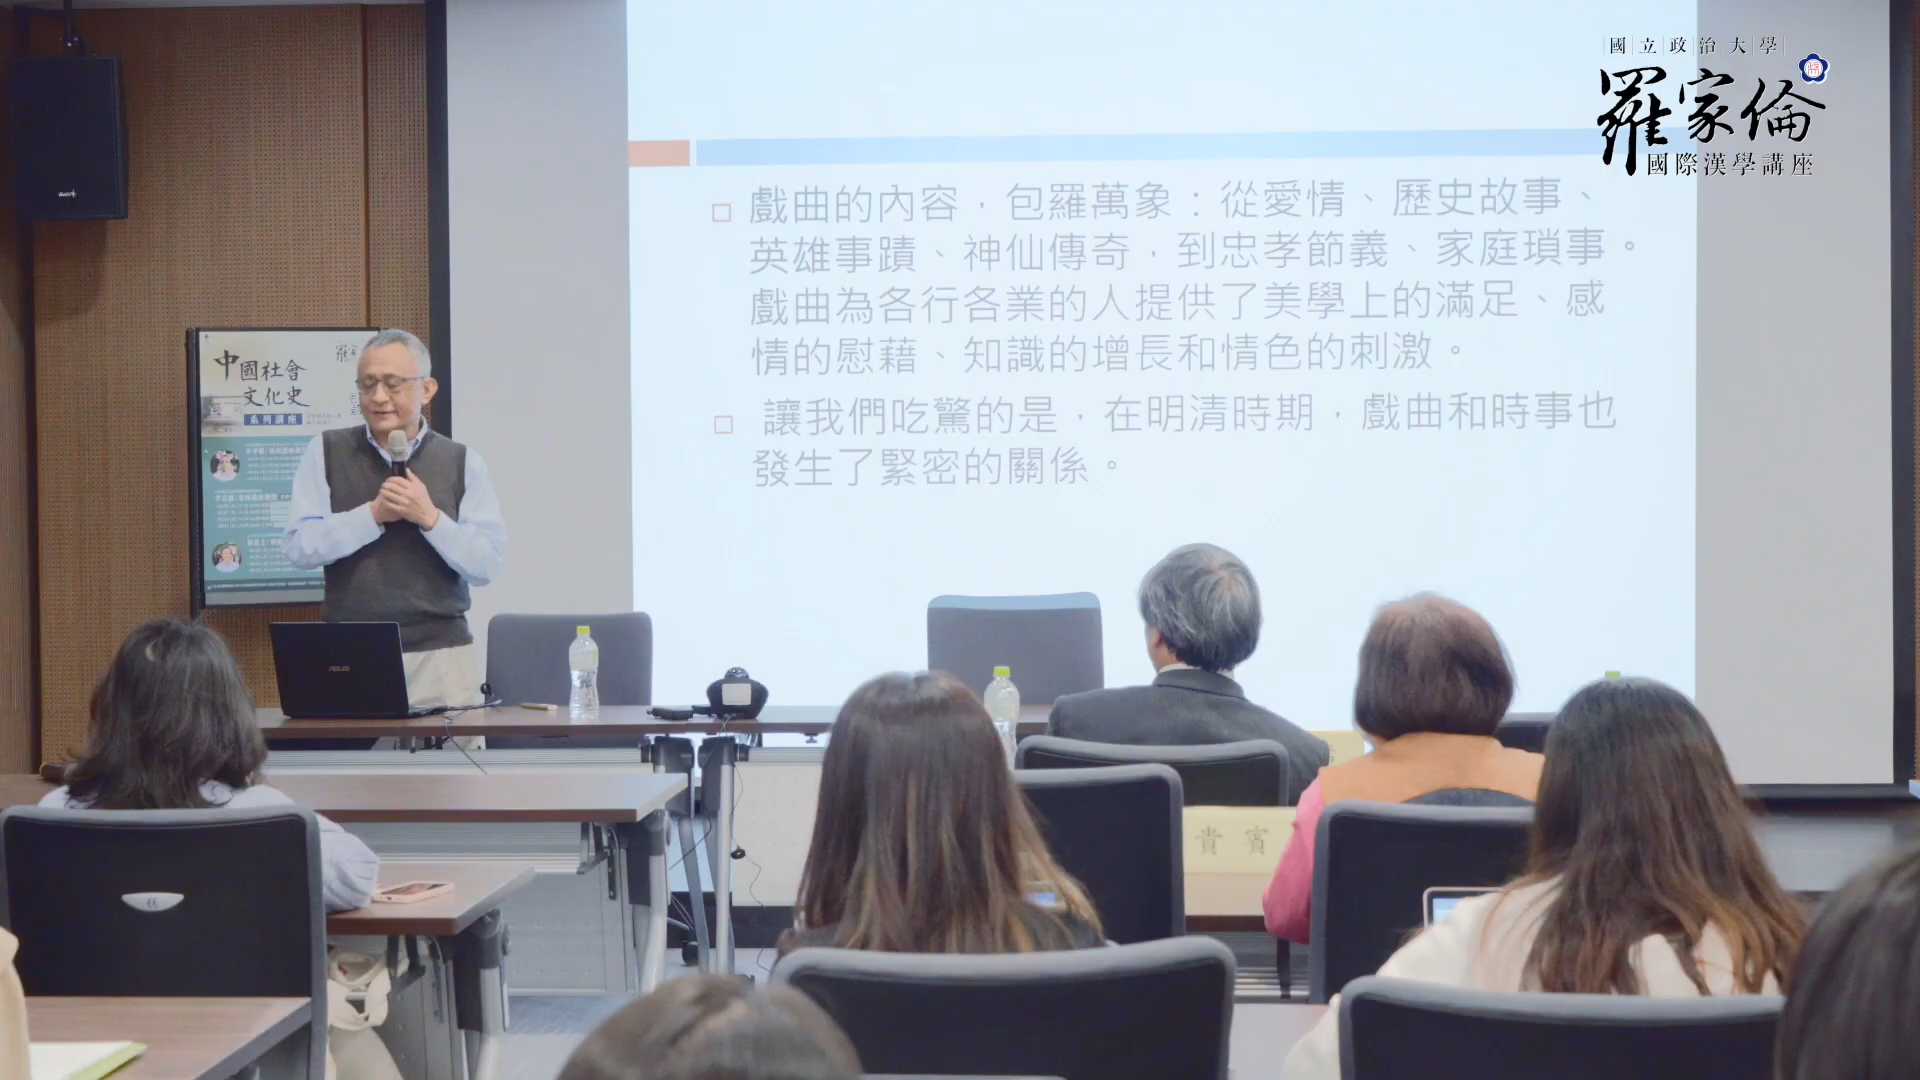 國立政治大學
羅家倫
國際漢學講座
戲曲的內容，包羅萬象：從愛情、歷史故事、
英雄事蹟、神仙傳奇，到忠孝節義、家庭瑣事。
戲曲為各行各業的人提供了美學上的滿足、感
情的慰藉、知識的增長和情色的刺激。
讓我們吃驚的是，在明清時期，戲曲和時事也
發生了緊密的關係。
中國社會
文化史
系列講座
ASUS
貴賓